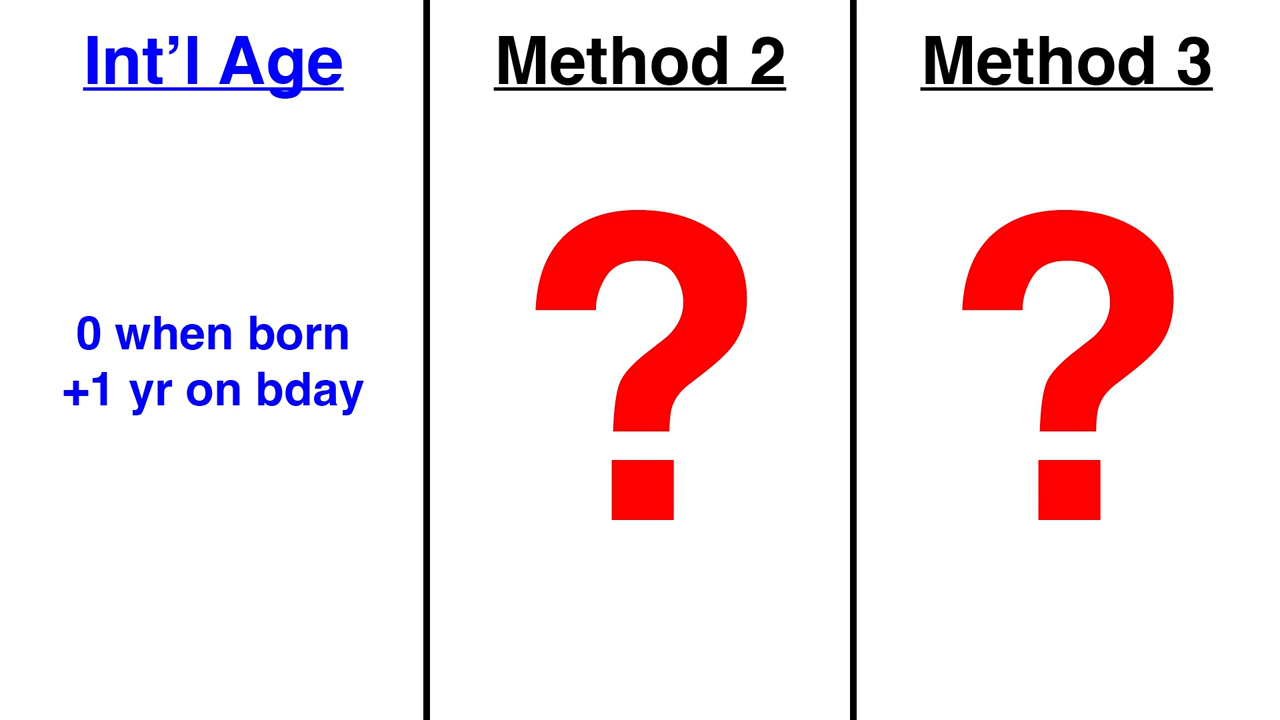 Int’l Age
0 when born
+1 yr on bday
Method 2
?
Method 3
?